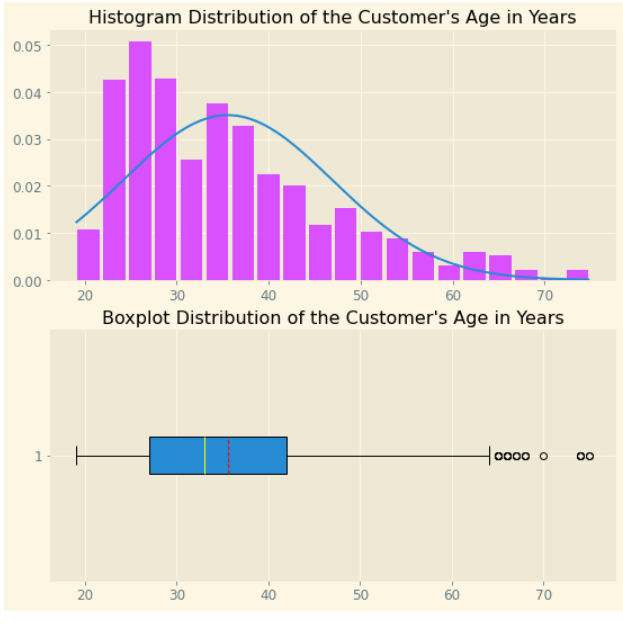 Histogram Distribution of the Customer's Age in Years
0.05
0.04
0.03
0.02
0.01
0.00
20 30 40 50 60 70
Boxplot Distribution of the Customer's Age in Years
1
20 30 40 50 60 70